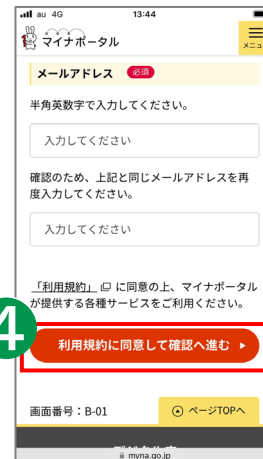 au 4G 13:44
マイナポータル
メニュー
メールアドレス 必須
半角英数字で入力してください。
入力してください
確認のため、上記と同じメールアドレスを再
度入力してください。
入力してください
「利用規約」 に同意の上、マイナポータル
が提供する各種サービスをご利用ください。
4
利用規約に同意して確認へ進む
画面番号：B-01
ページTOPへ
myna.go.jp